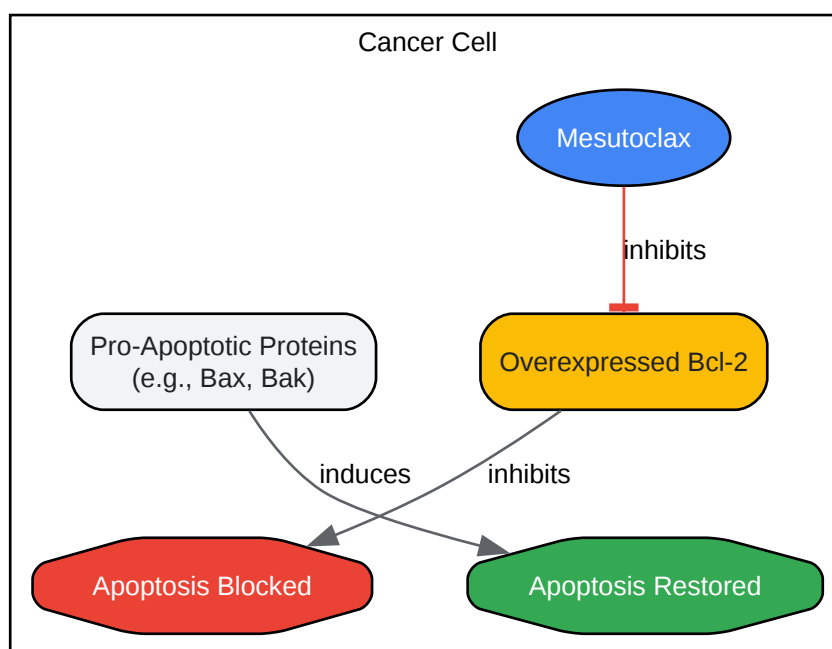 Cancer Cell
Mesutoclax
inhibits
Pro-Apoptotic Proteins
(e.g., Bax, Bak)
Overexpressed Bcl-2
induces
inhibits
Apoptosis Blocked
Apoptosis Restored